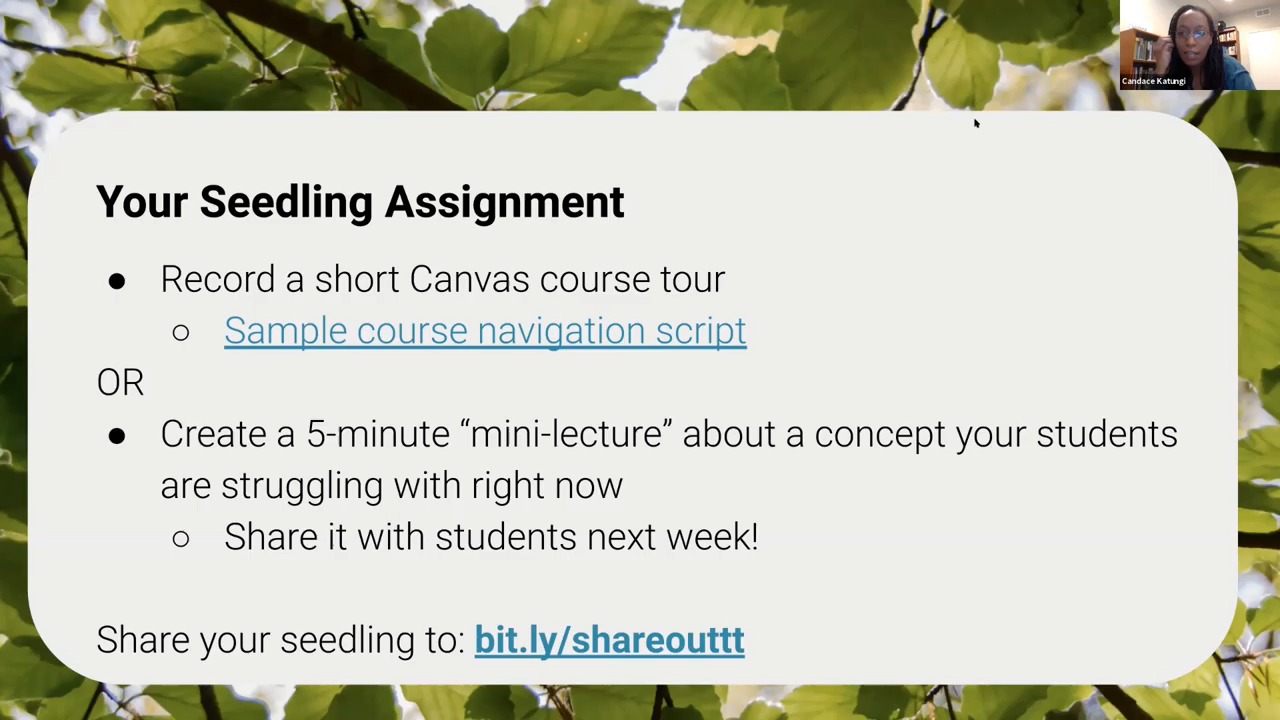 Candace Katungi
Your Seedling Assignment
● Record a short Canvas course tour
○ Sample course navigation script
OR
● Create a 5-minute “mini-lecture” about a concept your students
are struggling with right now
○ Share it with students next week!
Share your seedling to: bit.ly/shareouttt